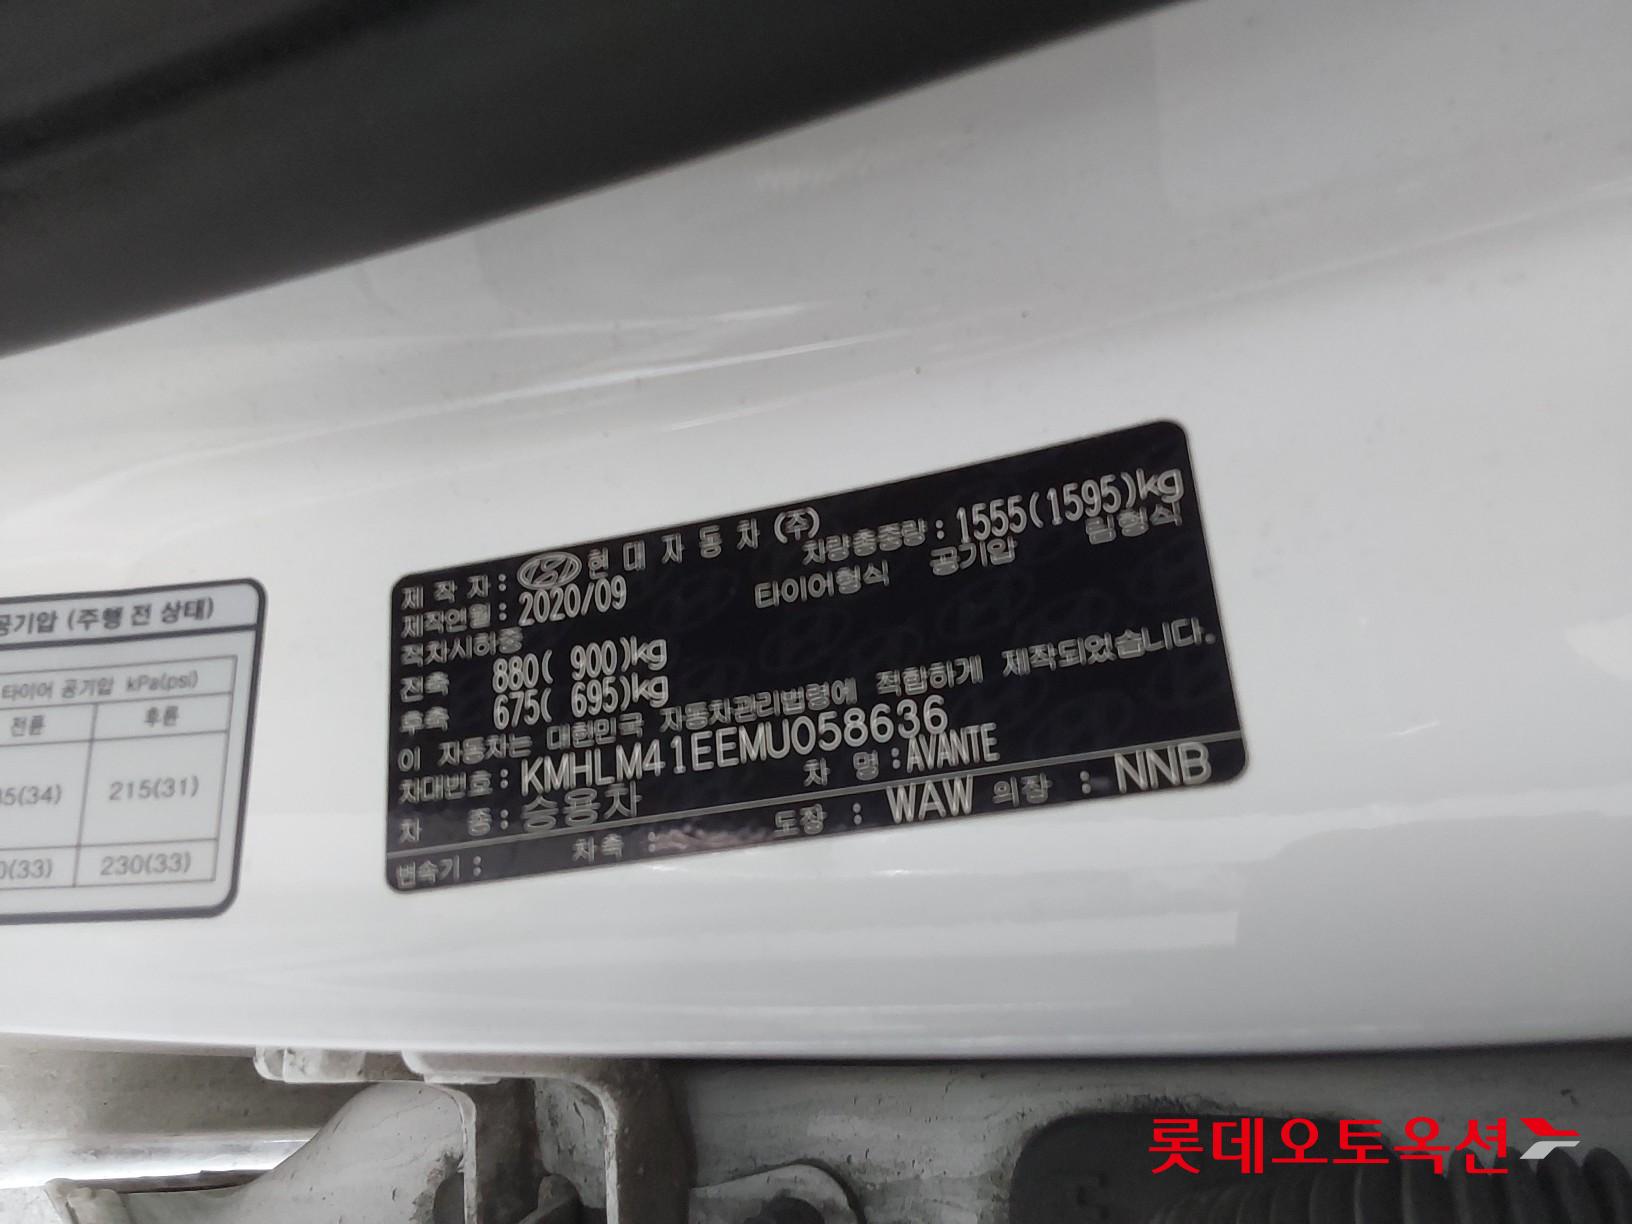 공기압 (주행 전 상태)
타이어 공기압 kPa(psi)
전륜 후륜
5(34) 215(31)
0(33) 230(33)
제 작 자 : 현 대 자 동 차 (주)
제작연월 : 2020/09 차량총중량 : 1555(1595)kg
적차시하중 타이어형식 공기압 림형식
전축 880( 900)kg
후축 675( 695)kg
이 자동차는 대한민국 자동차관리법령에 적합하게 제작되었습니다.
차대번호 : KMHLM41EEMU058636
차 종 : 승용차 차 명 : AVANTE
변속기 : 차축 : 도장 : WAW 의장 : NNB
롯데오토옥션